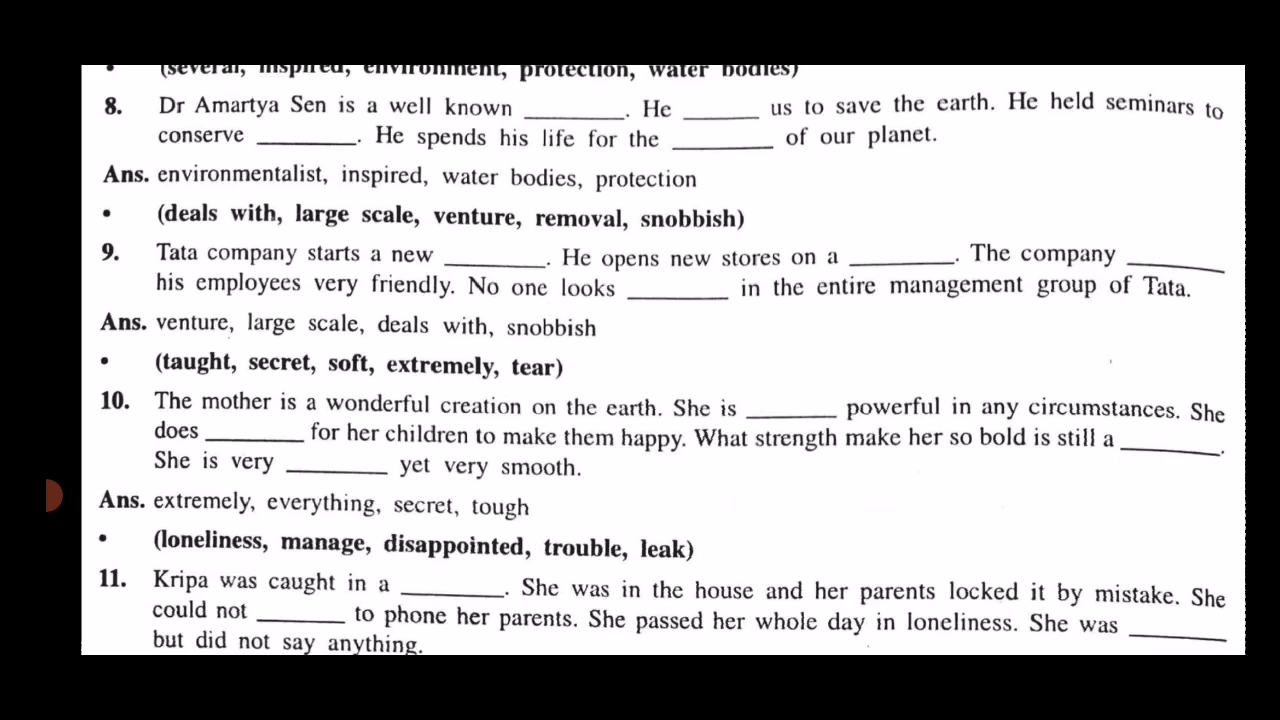 • (several, inspired, environment, protection, water bodies)
8. Dr Amartya Sen is a well known ________. He ________ us to save the earth. He held seminars to
conserve ________. He spends his life for the ________ of our planet.
Ans. environmentalist, inspired, water bodies, protection
• (deals with, large scale, venture, removal, snobbish)
9. Tata company starts a new ________. He opens new stores on a ________. The company ________
his employees very friendly. No one looks ________ in the entire management group of Tata.
Ans. venture, large scale, deals with, snobbish
• (taught, secret, soft, extremely, tear)
10. The mother is a wonderful creation on the earth. She is ________ powerful in any circumstances. She
does ________ for her children to make them happy. What strength make her so bold is still a ________.
She is very ________ yet very smooth.
Ans. extremely, everything, secret, tough
• (loneliness, manage, disappointed, trouble, leak)
11. Kripa was caught in a ________. She was in the house and her parents locked it by mistake. She
could not ________ to phone her parents. She passed her whole day in loneliness. She was ________
but did not say anything.